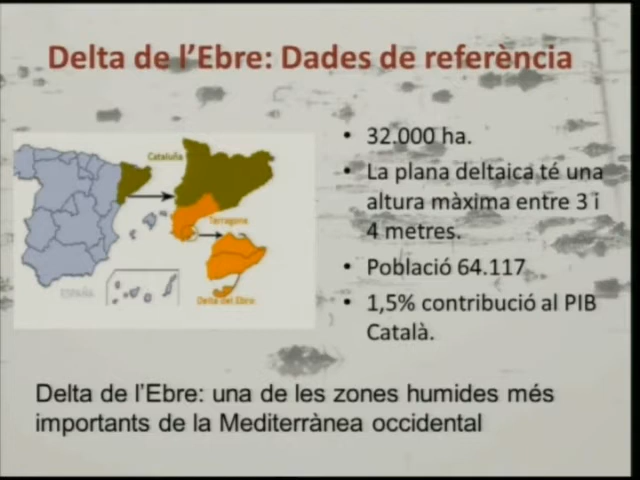 Delta de l'Ebre: Dades de referència
• 32.000 ha.
• La plana deltaica té una
altura màxima entre 3 i
4 metres.
• Població 64.117
• 1,5% contribució al PIB
Català.
Cataluña
Tarragona
Delta del Ebro
ESPAÑA
Delta de l'Ebre: una de les zones humides més
importants de la Mediterrànea occidental